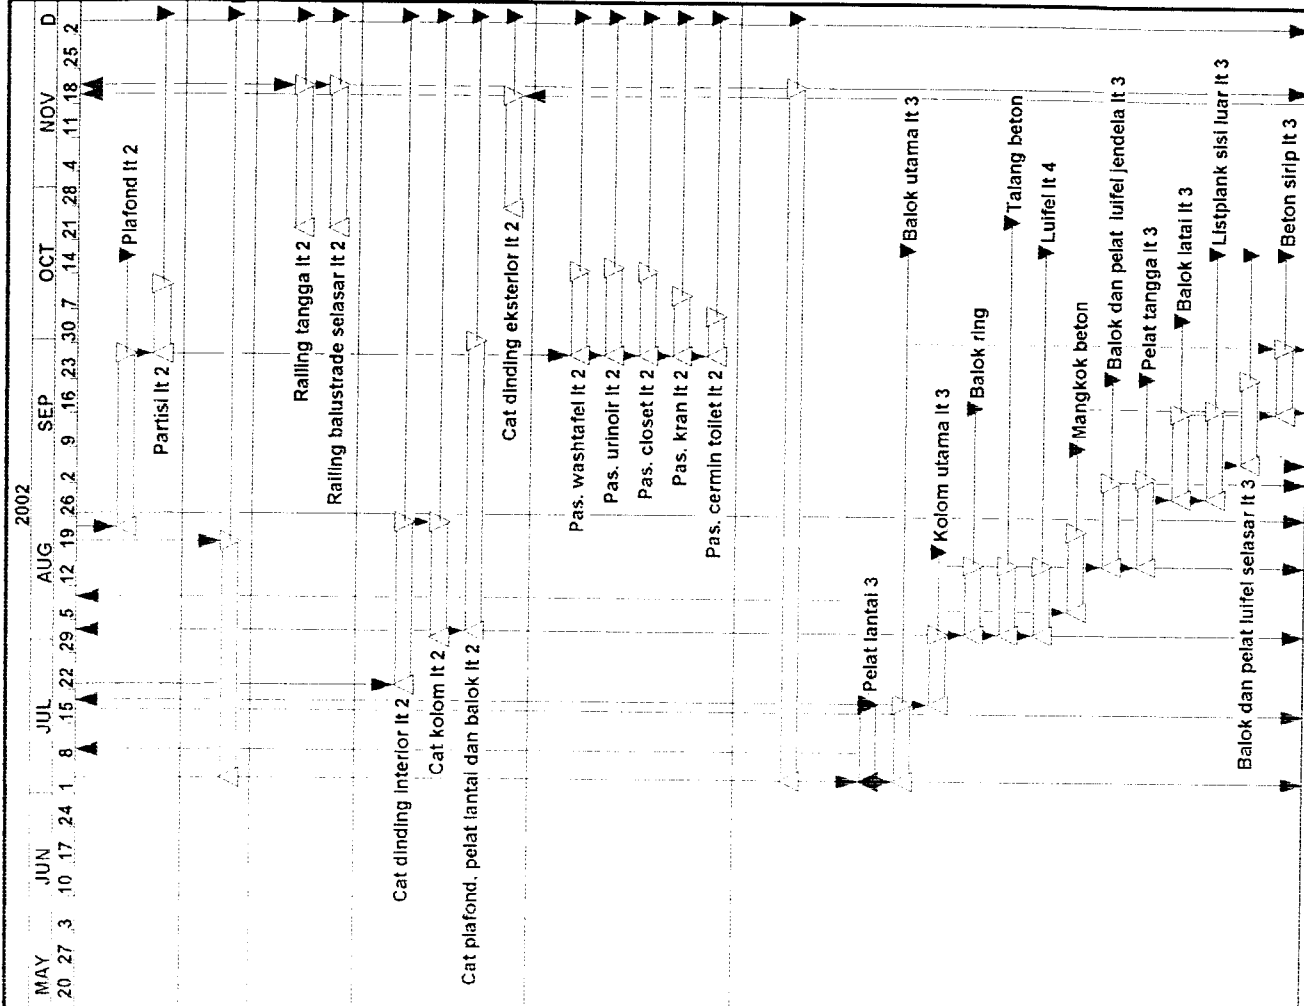 2002
MAY JUN JUL AUG SEP OCT NOV D
20 27 3 10 17 24 1 8 15 22 29 5 12 19 26 2 9 16 23 30 7 14 21 28 4 11 18 25 2
Plafond lt 2
Partisi lt 2
Railing tangga lt 2
Railing balustrade selasar lt 2
Cat dinding interior lt 2
Cat kolom lt 2
Cat plafond, pelat lantai dan balok lt 2
Cat dinding eksterior lt 2
Pas. washtafel lt 2
Pas. urinoir lt 2
Pas. closet lt 2
Pas. kran lt 2
Pas. cermin toilet lt 2
Pelat lantai 3
Balok utama lt 3
Kolom utama lt 3
Balok ring
Talang beton
Luifel lt 4
Mangkok beton
Balok dan pelat luifel jendela lt 3
Pelat tangga lt 3
Balok latai lt 3
Listplank sisi luar lt 3
Balok dan pelat luifel selasar lt 3
Beton sirip lt 3